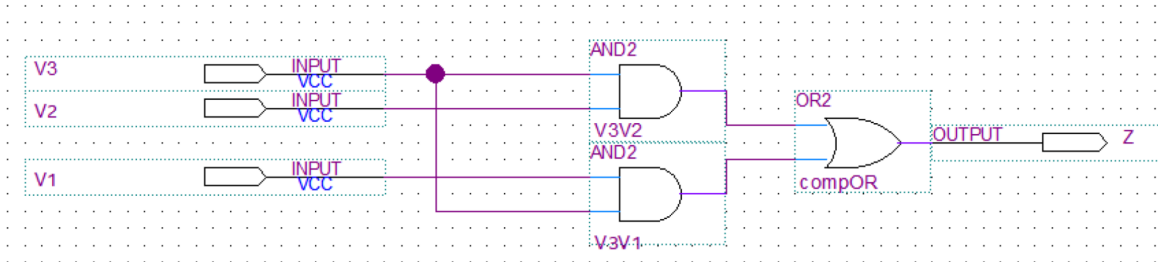 AND2
V3 INPUT
VCC
V2 INPUT
VCC
OR2
V3V2
OUTPUT Z
AND2
V1 INPUT
VCC
compOR
V3V1